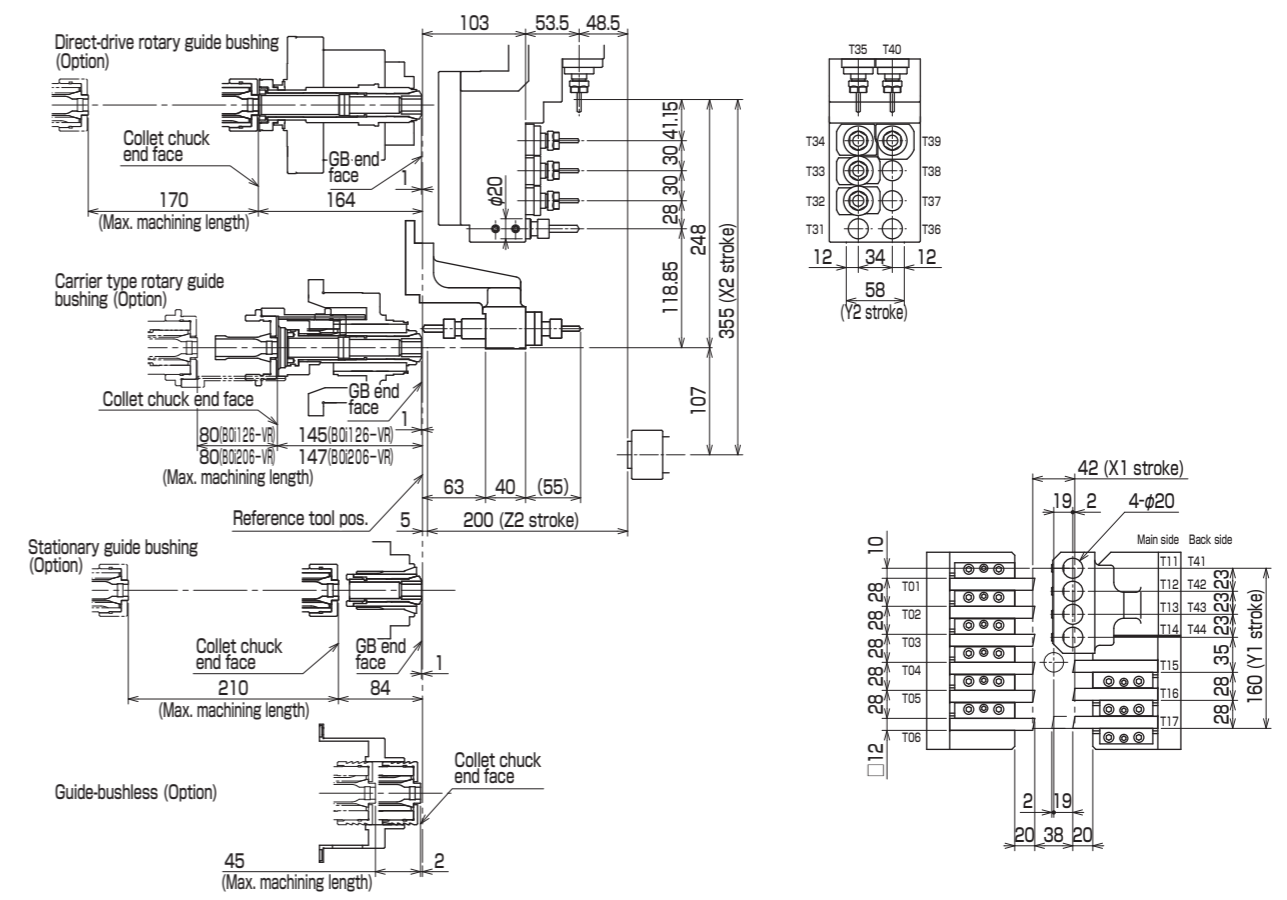 103
53.5
48.5
Direct-drive rotary guide bushing
(Option)
Collet chuck
end face
GB end
face
1
170
(Max. machining length)
164
φ20
41.15
30
30
28
118.85
248
355 (X2 stroke)
107
Carrier type rotary guide
bushing (Option)
Collet chuck end face
GB end
face
1
80(BØi126-VR)
145(BØi126-VR)
80(BØi206-VR)
147(BØi206-VR)
(Max. machining length)
63
40
(55)
Reference tool pos.
5
200 (Z2 stroke)
Stationary guide bushing
(Option)
Collet chuck
end face
GB end
face
1
210
(Max. machining length)
84
Guide-bushless (Option)
Collet chuck
end face
45
(Max. machining length)
2
T35
T40
T34
T39
T33
T38
T32
T37
T31
T36
12
34
12
58
(Y2 stroke)
42 (X1 stroke)
19
2
4-φ20
Main side
Back side
10
T11
T41
T01
28
T12
T42
23
T02
28
T13
T43
23
T03
28
T14
T44
23
T04
28
T15
35
T05
28
T16
28
T06
T17
28
160 (Y1 stroke)
□12
2
19
20
38
20